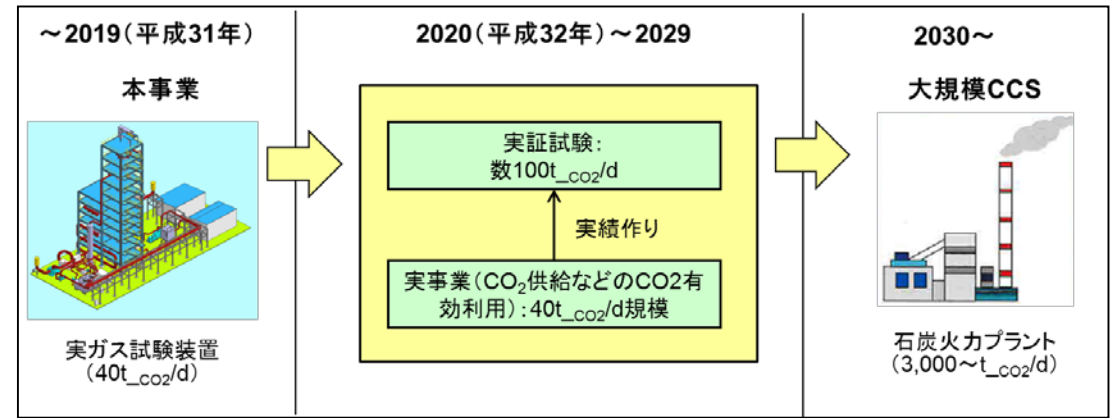 ~2019(平成31年)
本事業
実ガス試験装置
(40t_CO2/d)
2020(平成32年)~2029
実証試験:
数100t_CO2/d
実績作り
実事業(CO₂供給などのCO2有
効利用):40t_CO2/d規模
2030~
大規模CCS
石炭火力プラント
(3,000~t_CO2/d)